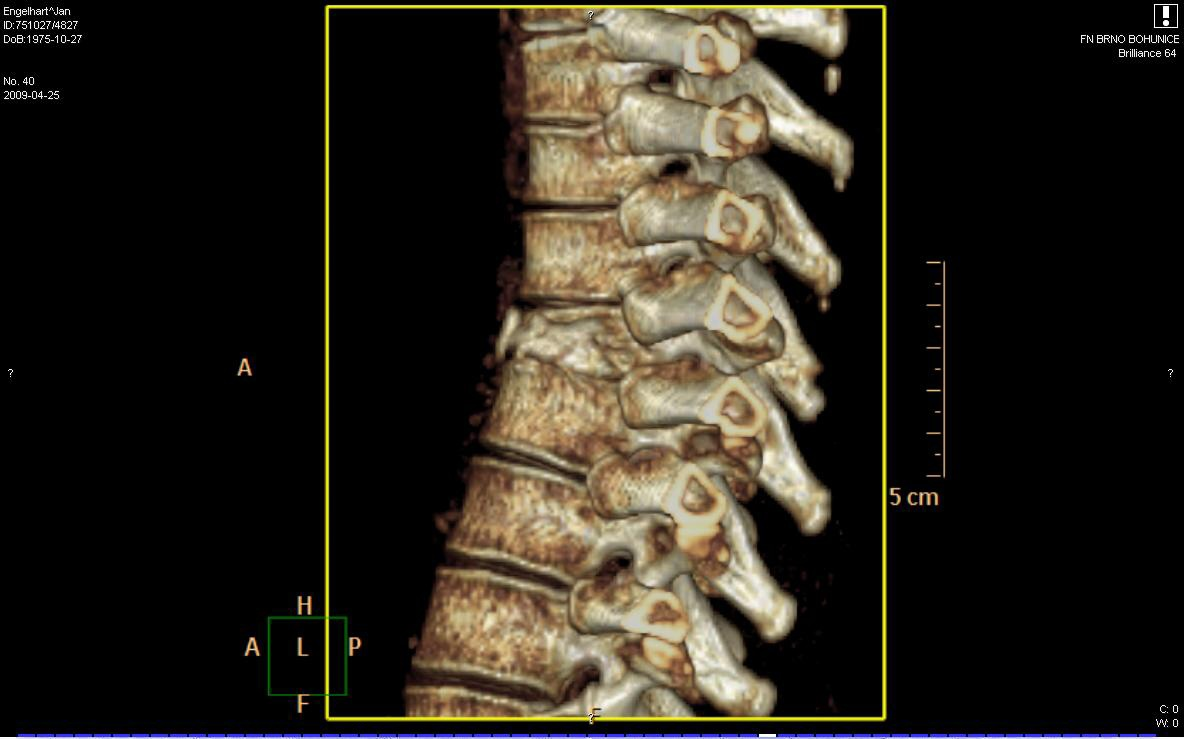 Engelhart^Jan
ID:751027/4827
DoB:1975-10-27
No. 40
2009-04-25
FN BRNO BOHUNICE
Brilliance 64
?
A
?
?
5 cm
H
A L P
F
F
?
C: 0
W: 0